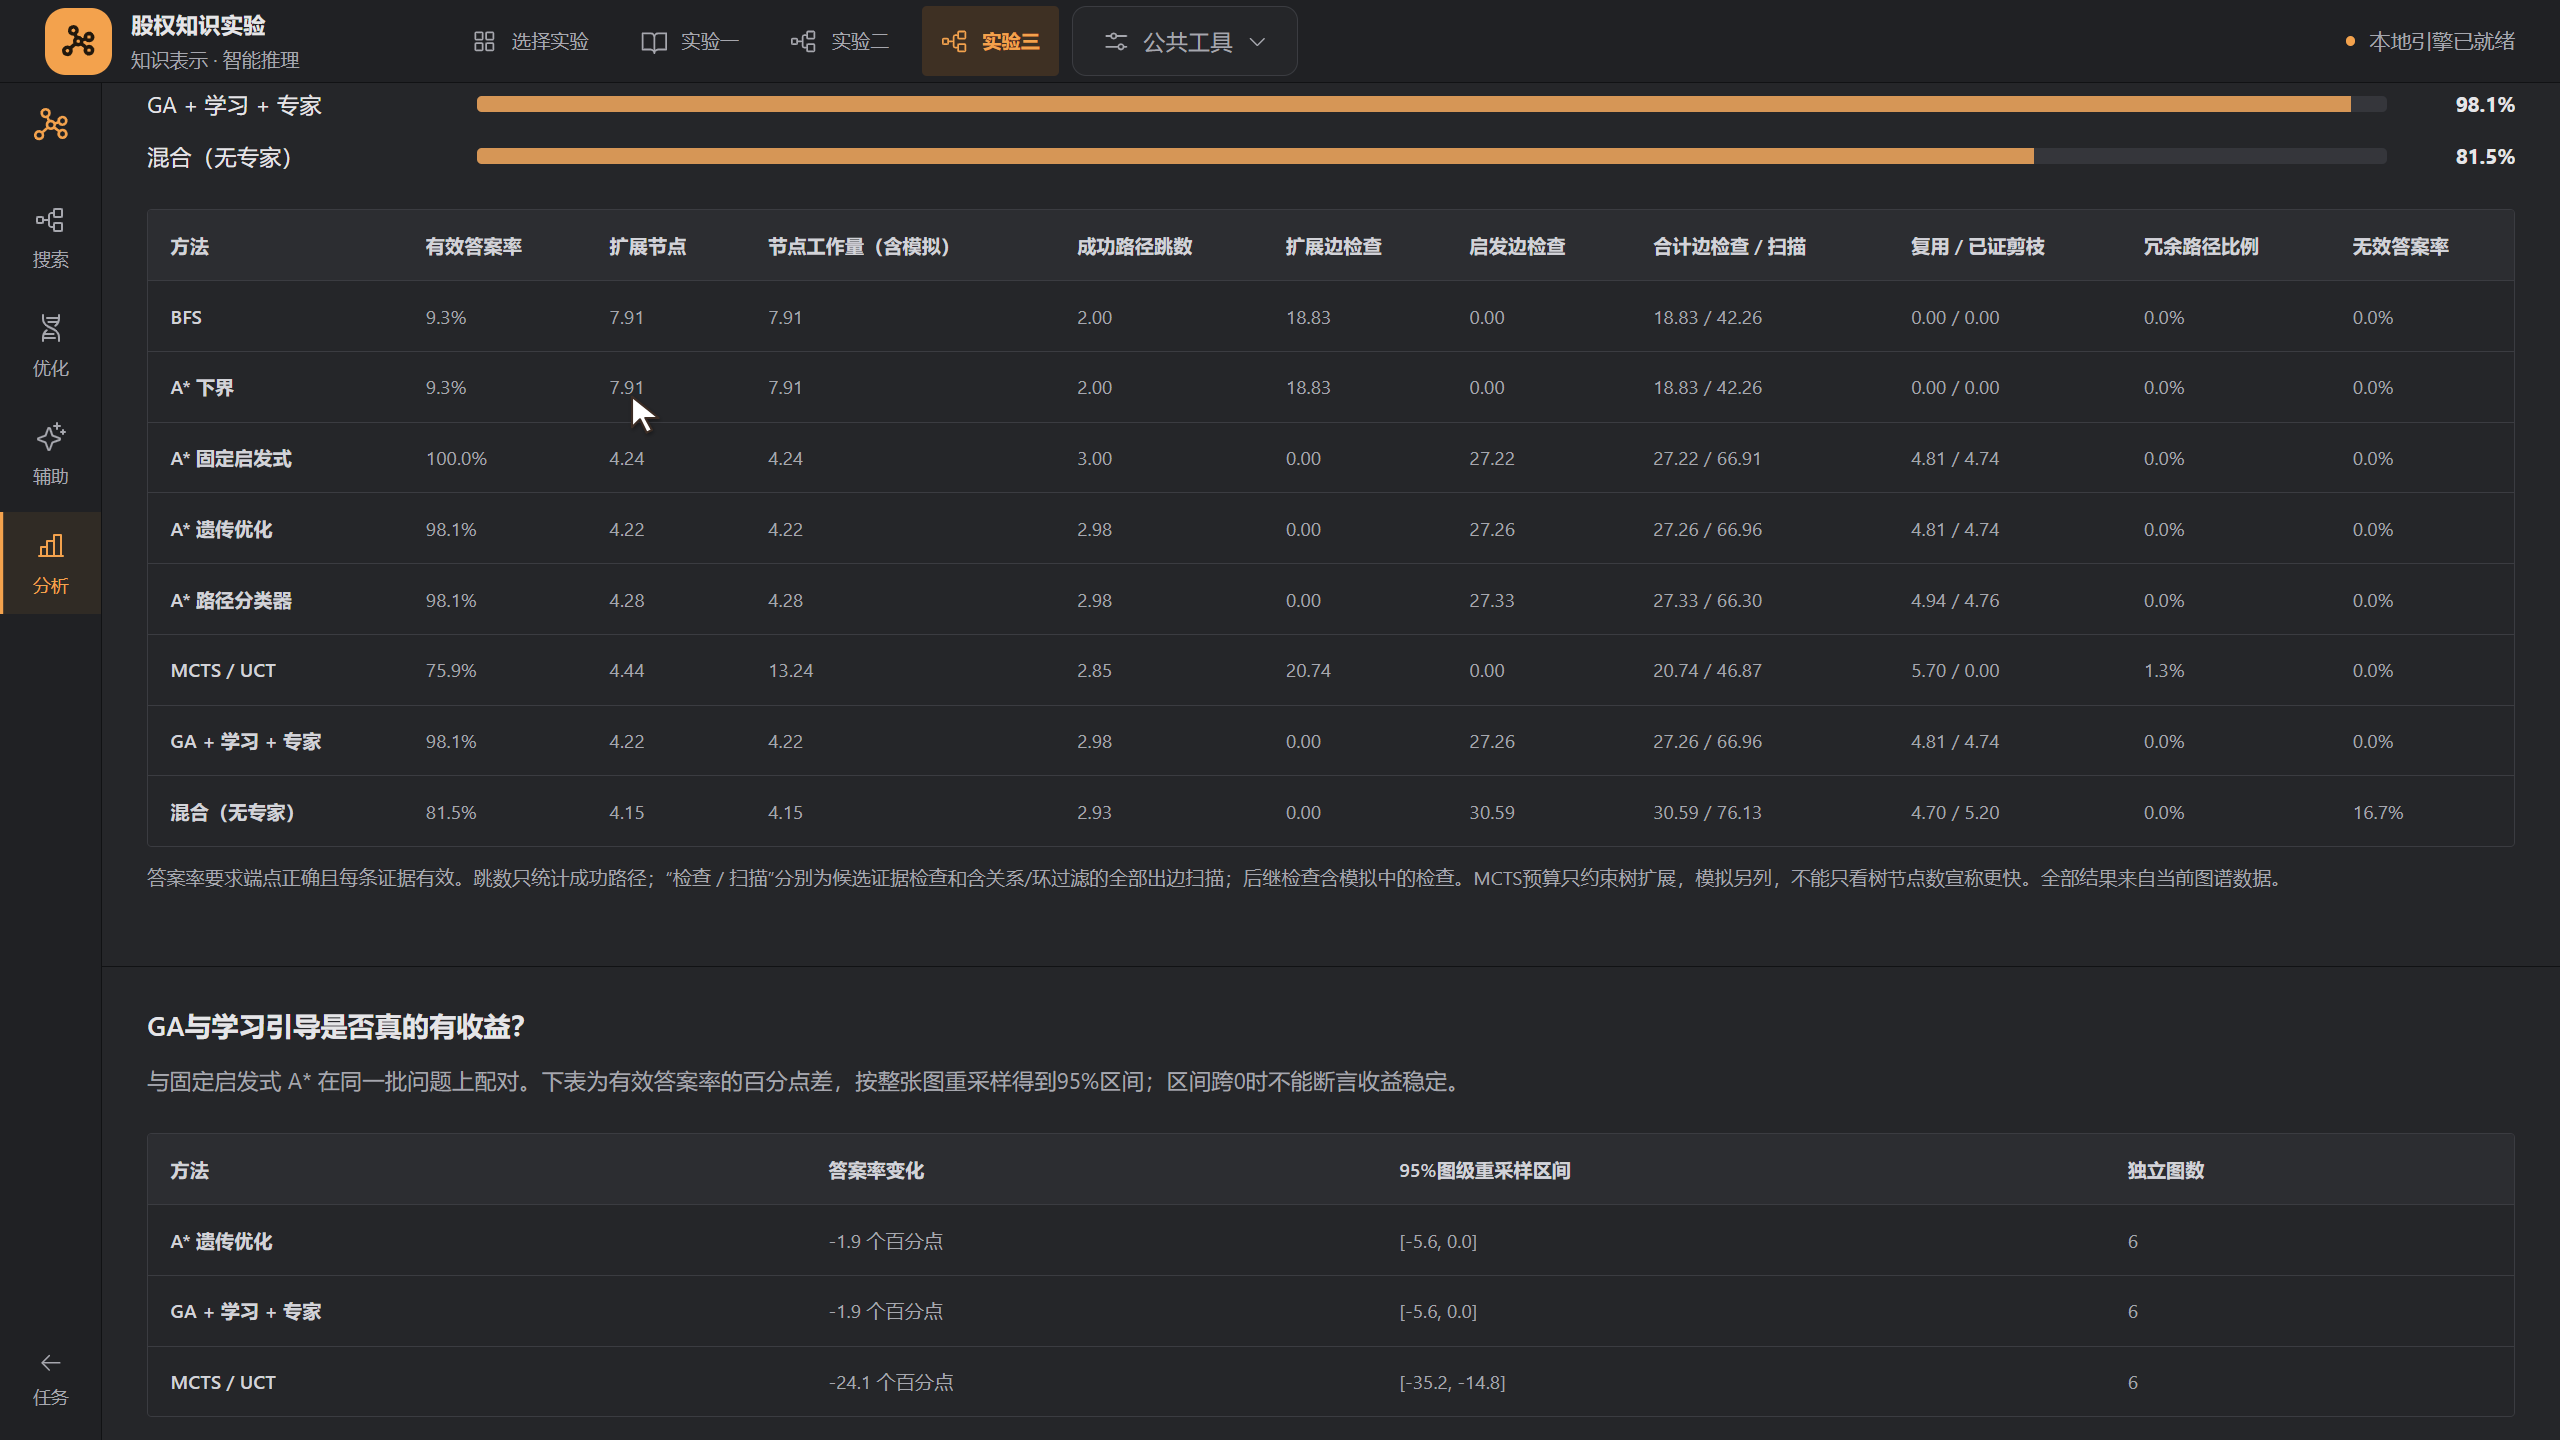 股权知识实验
知识表示 · 智能推理
选择实验
实验一
实验二
实验三
公共工具
本地引擎已就绪
搜索
优化
辅助
分析
任务
GA + 学习 + 专家 98.1%
混合（无专家） 81.5%
方法 有效答案率 扩展节点 节点工作量（含模拟） 成功路径跳数 扩展边检查 启发边检查 合计边检查 / 扫描 复用 / 已证剪枝 冗余路径比例 无效答案率
BFS 9.3% 7.91 7.91 2.00 18.83 0.00 18.83 / 42.26 0.00 / 0.00 0.0% 0.0%
A* 下界 9.3% 7.91 7.91 2.00 18.83 0.00 18.83 / 42.26 0.00 / 0.00 0.0% 0.0%
A* 固定启发式 100.0% 4.24 4.24 3.00 0.00 27.22 27.22 / 66.91 4.81 / 4.74 0.0% 0.0%
A* 遗传优化 98.1% 4.22 4.22 2.98 0.00 27.26 27.26 / 66.96 4.81 / 4.74 0.0% 0.0%
A* 路径分类器 98.1% 4.28 4.28 2.98 0.00 27.33 27.33 / 66.30 4.94 / 4.76 0.0% 0.0%
MCTS / UCT 75.9% 4.44 13.24 2.85 20.74 0.00 20.74 / 46.87 5.70 / 0.00 1.3% 0.0%
GA + 学习 + 专家 98.1% 4.22 4.22 2.98 0.00 27.26 27.26 / 66.96 4.81 / 4.74 0.0% 0.0%
混合（无专家） 81.5% 4.15 4.15 2.93 0.00 30.59 30.59 / 76.13 4.70 / 5.20 0.0% 16.7%
答案率要求端点正确且每条证据有效。跳数只统计成功路径；“检查 / 扫描”分别为候选证据检查和含关系/环过滤的全部出边扫描；后继检查含模拟中的检查。MCTS预算只约束树扩展，模拟另列，不能只看树节点数宣称更快。全部结果来自当前图谱数据。
GA与学习引导是否真的有收益？
与固定启发式 A* 在同一批问题上配对。下表为有效答案率的百分点差，按整张图重采样得到95%区间；区间跨0时不能断言收益稳定。
方法 答案率变化 95%图级重采样区间 独立图数
A* 遗传优化 -1.9 个百分点 [-5.6, 0.0] 6
GA + 学习 + 专家 -1.9 个百分点 [-5.6, 0.0] 6
MCTS / UCT -24.1 个百分点 [-35.2, -14.8] 6